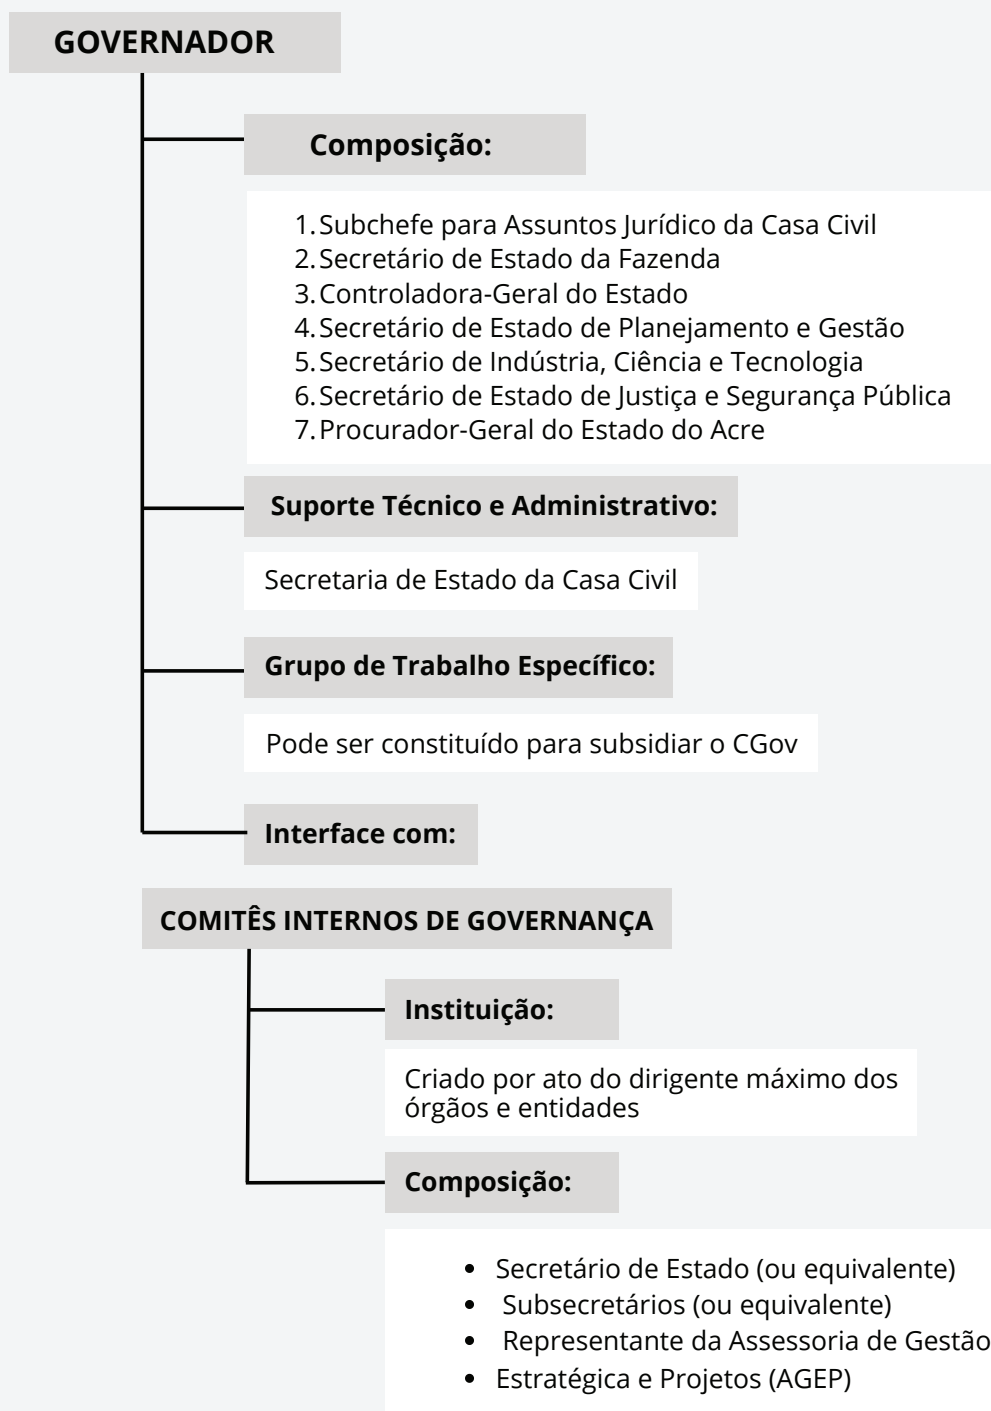 GOVERNADOR
Composição:
1. Subchefe para Assuntos Jurídico da Casa Civil
2. Secretário de Estado da Fazenda
3. Controladora-Geral do Estado
4. Secretário de Estado de Planejamento e Gestão
5. Secretário de Indústria, Ciência e Tecnologia
6. Secretário de Estado de Justiça e Segurança Pública
7. Procurador-Geral do Estado do Acre
Suporte Técnico e Administrativo:
Secretaria de Estado da Casa Civil
Grupo de Trabalho Específico:
Pode ser constituído para subsidiar o CGov
Interface com:
COMITÊS INTERNOS DE GOVERNANÇA
Instituição:
Criado por ato do dirigente máximo dos
órgãos e entidades
Composição:
• Secretário de Estado (ou equivalente)
• Subsecretários (ou equivalente)
• Representante da Assessoria de Gestão
• Estratégica e Projetos (AGEP)